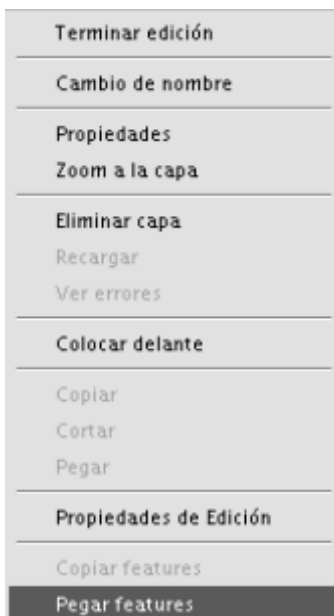 Terminar edición
Cambio de nombre
Propiedades
Zoom a la capa
Eliminar capa
Recargar
Ver errores
Colocar delante
Copiar
Cortar
Pegar
Propiedades de Edición
Copiar features
Pegar features